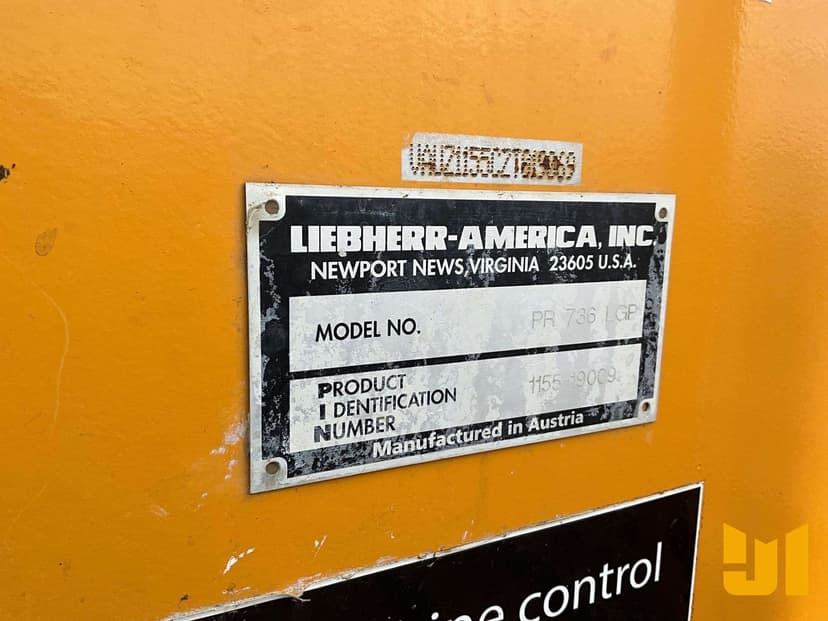 LIEBHERR-AMERICA, INC.
NEWPORT NEWS, VIRGINIA 23605 U.S.A.
MODEL NO. PR 736 LGP
PRODUCT IDENTIFICATION NUMBER 1155-19009
Manufactured in Austria
control